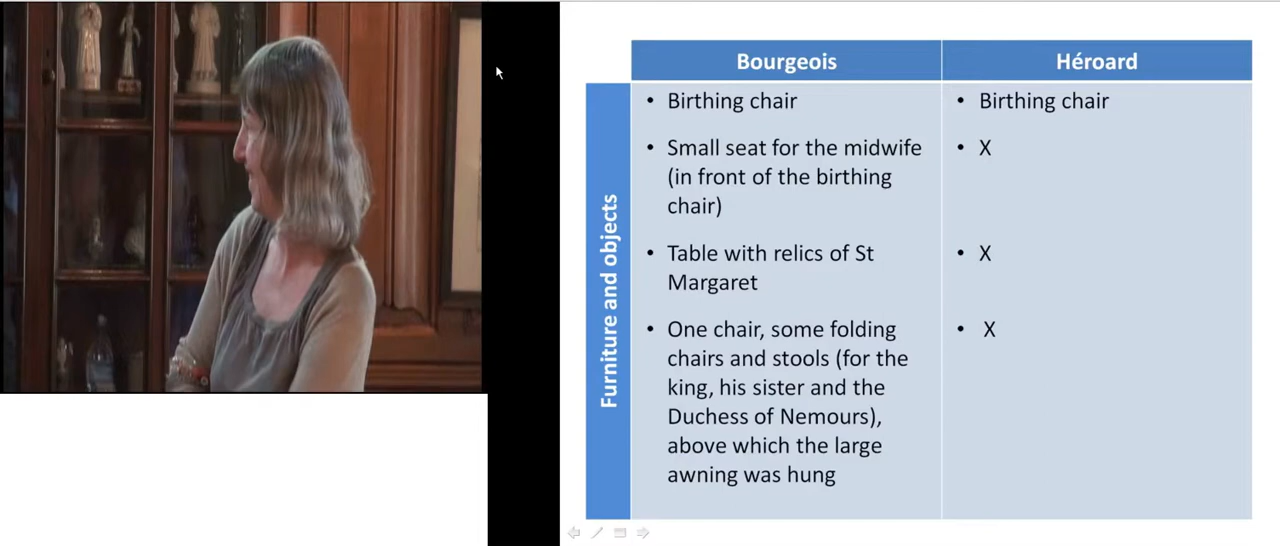 Bourgeois
Héroard
Furniture and objects
• Birthing chair
• Birthing chair
• Small seat for the midwife
(in front of the birthing
chair)
• X
• Table with relics of St
Margaret
• X
• One chair, some folding
chairs and stools (for the
king, his sister and the
Duchess of Nemours),
above which the large
awning was hung
• X